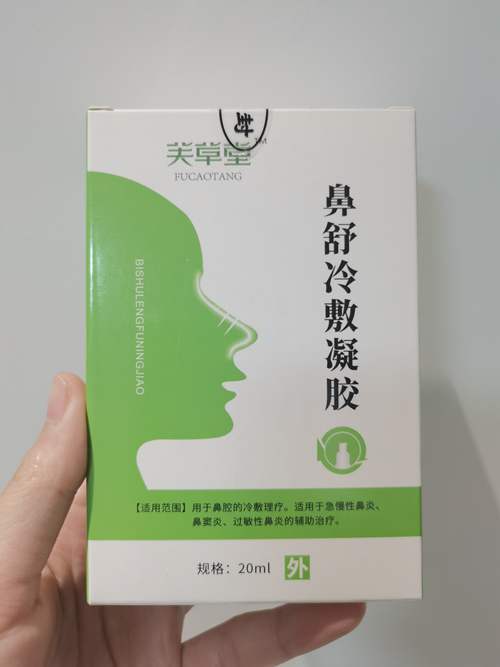 封
芙草堂 TM
FUCAOTANG
鼻舒冷敷凝胶
BISHULENGFUNINGJIAO
【适用范围】用于鼻腔的冷敷理疗。适用于急慢性鼻炎、
鼻窦炎、过敏性鼻炎的辅助治疗。
规格：20ml 外